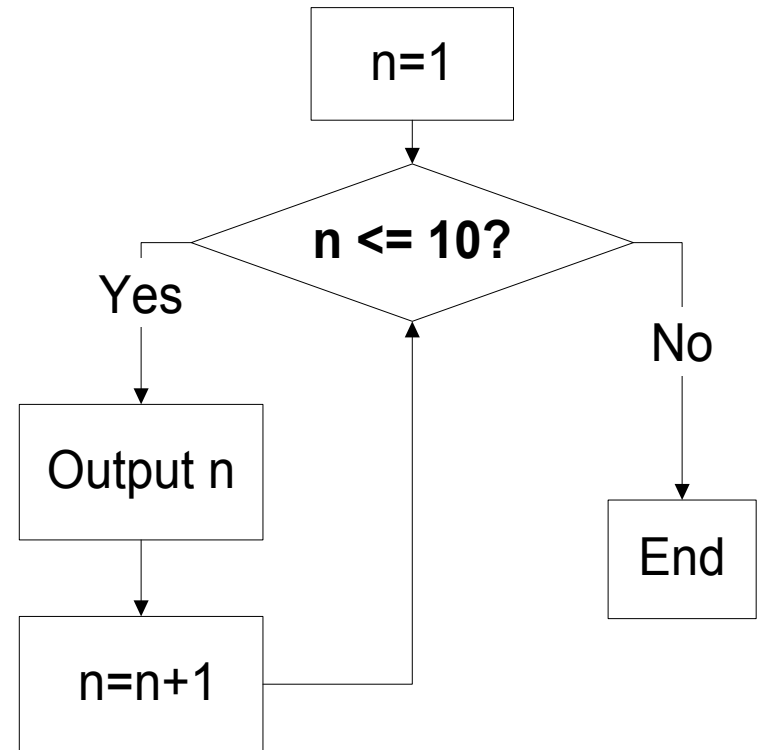 n=1
n <= 10?
Yes
No
Output n
End
n=n+1